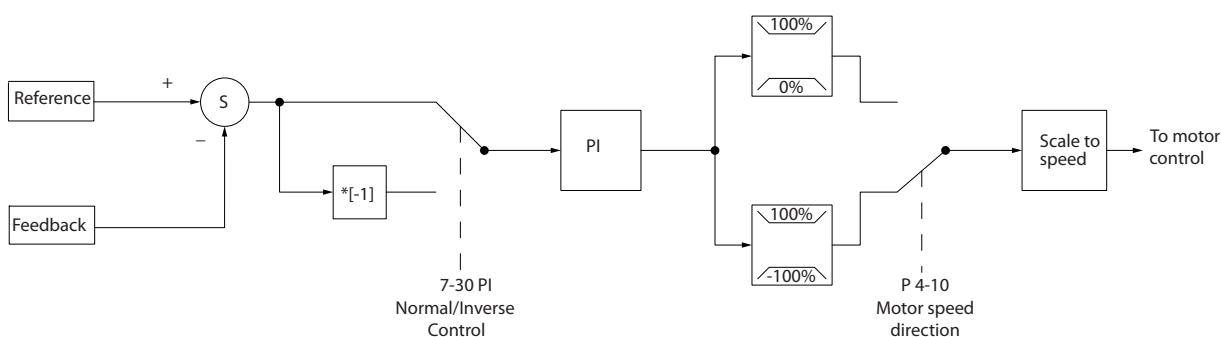 Reference
+
S
–
Feedback
*[-1]
7-30 PI
Normal/Inverse
Control
PI
100%
0%
100%
-100%
P 4-10
Motor speed
direction
Scale to
speed
To motor
control